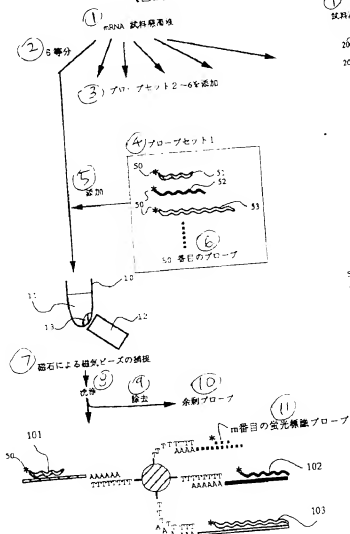 ①
mRNA 試料懸濁液
② 6等分
③ プローブセット2〜6を添加
④ プローブセット1
50 51
52
50 53
⑤ 添加
⑥
50 番目のプローブ
10
11
13 12
⑦ 磁石による磁気ビーズの捕捉
⑧ 洗浄
⑨ 除去
⑩ 余剰プローブ
⑪
m番目の蛍光標識プローブ
101
50
TTTTTT
AAAAA
AAAAAA
TTTTTTT
TTTTTT
AAAAAA
102
103